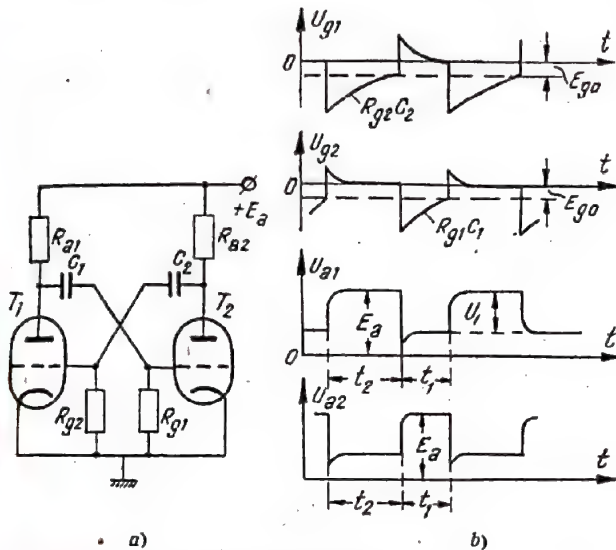 +Ea
Ra1
Ra2
C1
C2
T1
T2
Rg2
Rg1
a)
Ug1
t
0
Eg0
Rg2C2
Ug2
t
0
Eg0
Rg1C1
Ua1
Ea
U1
t
0
t2
t1
Ua2
Ea
t
t2
t1
b)